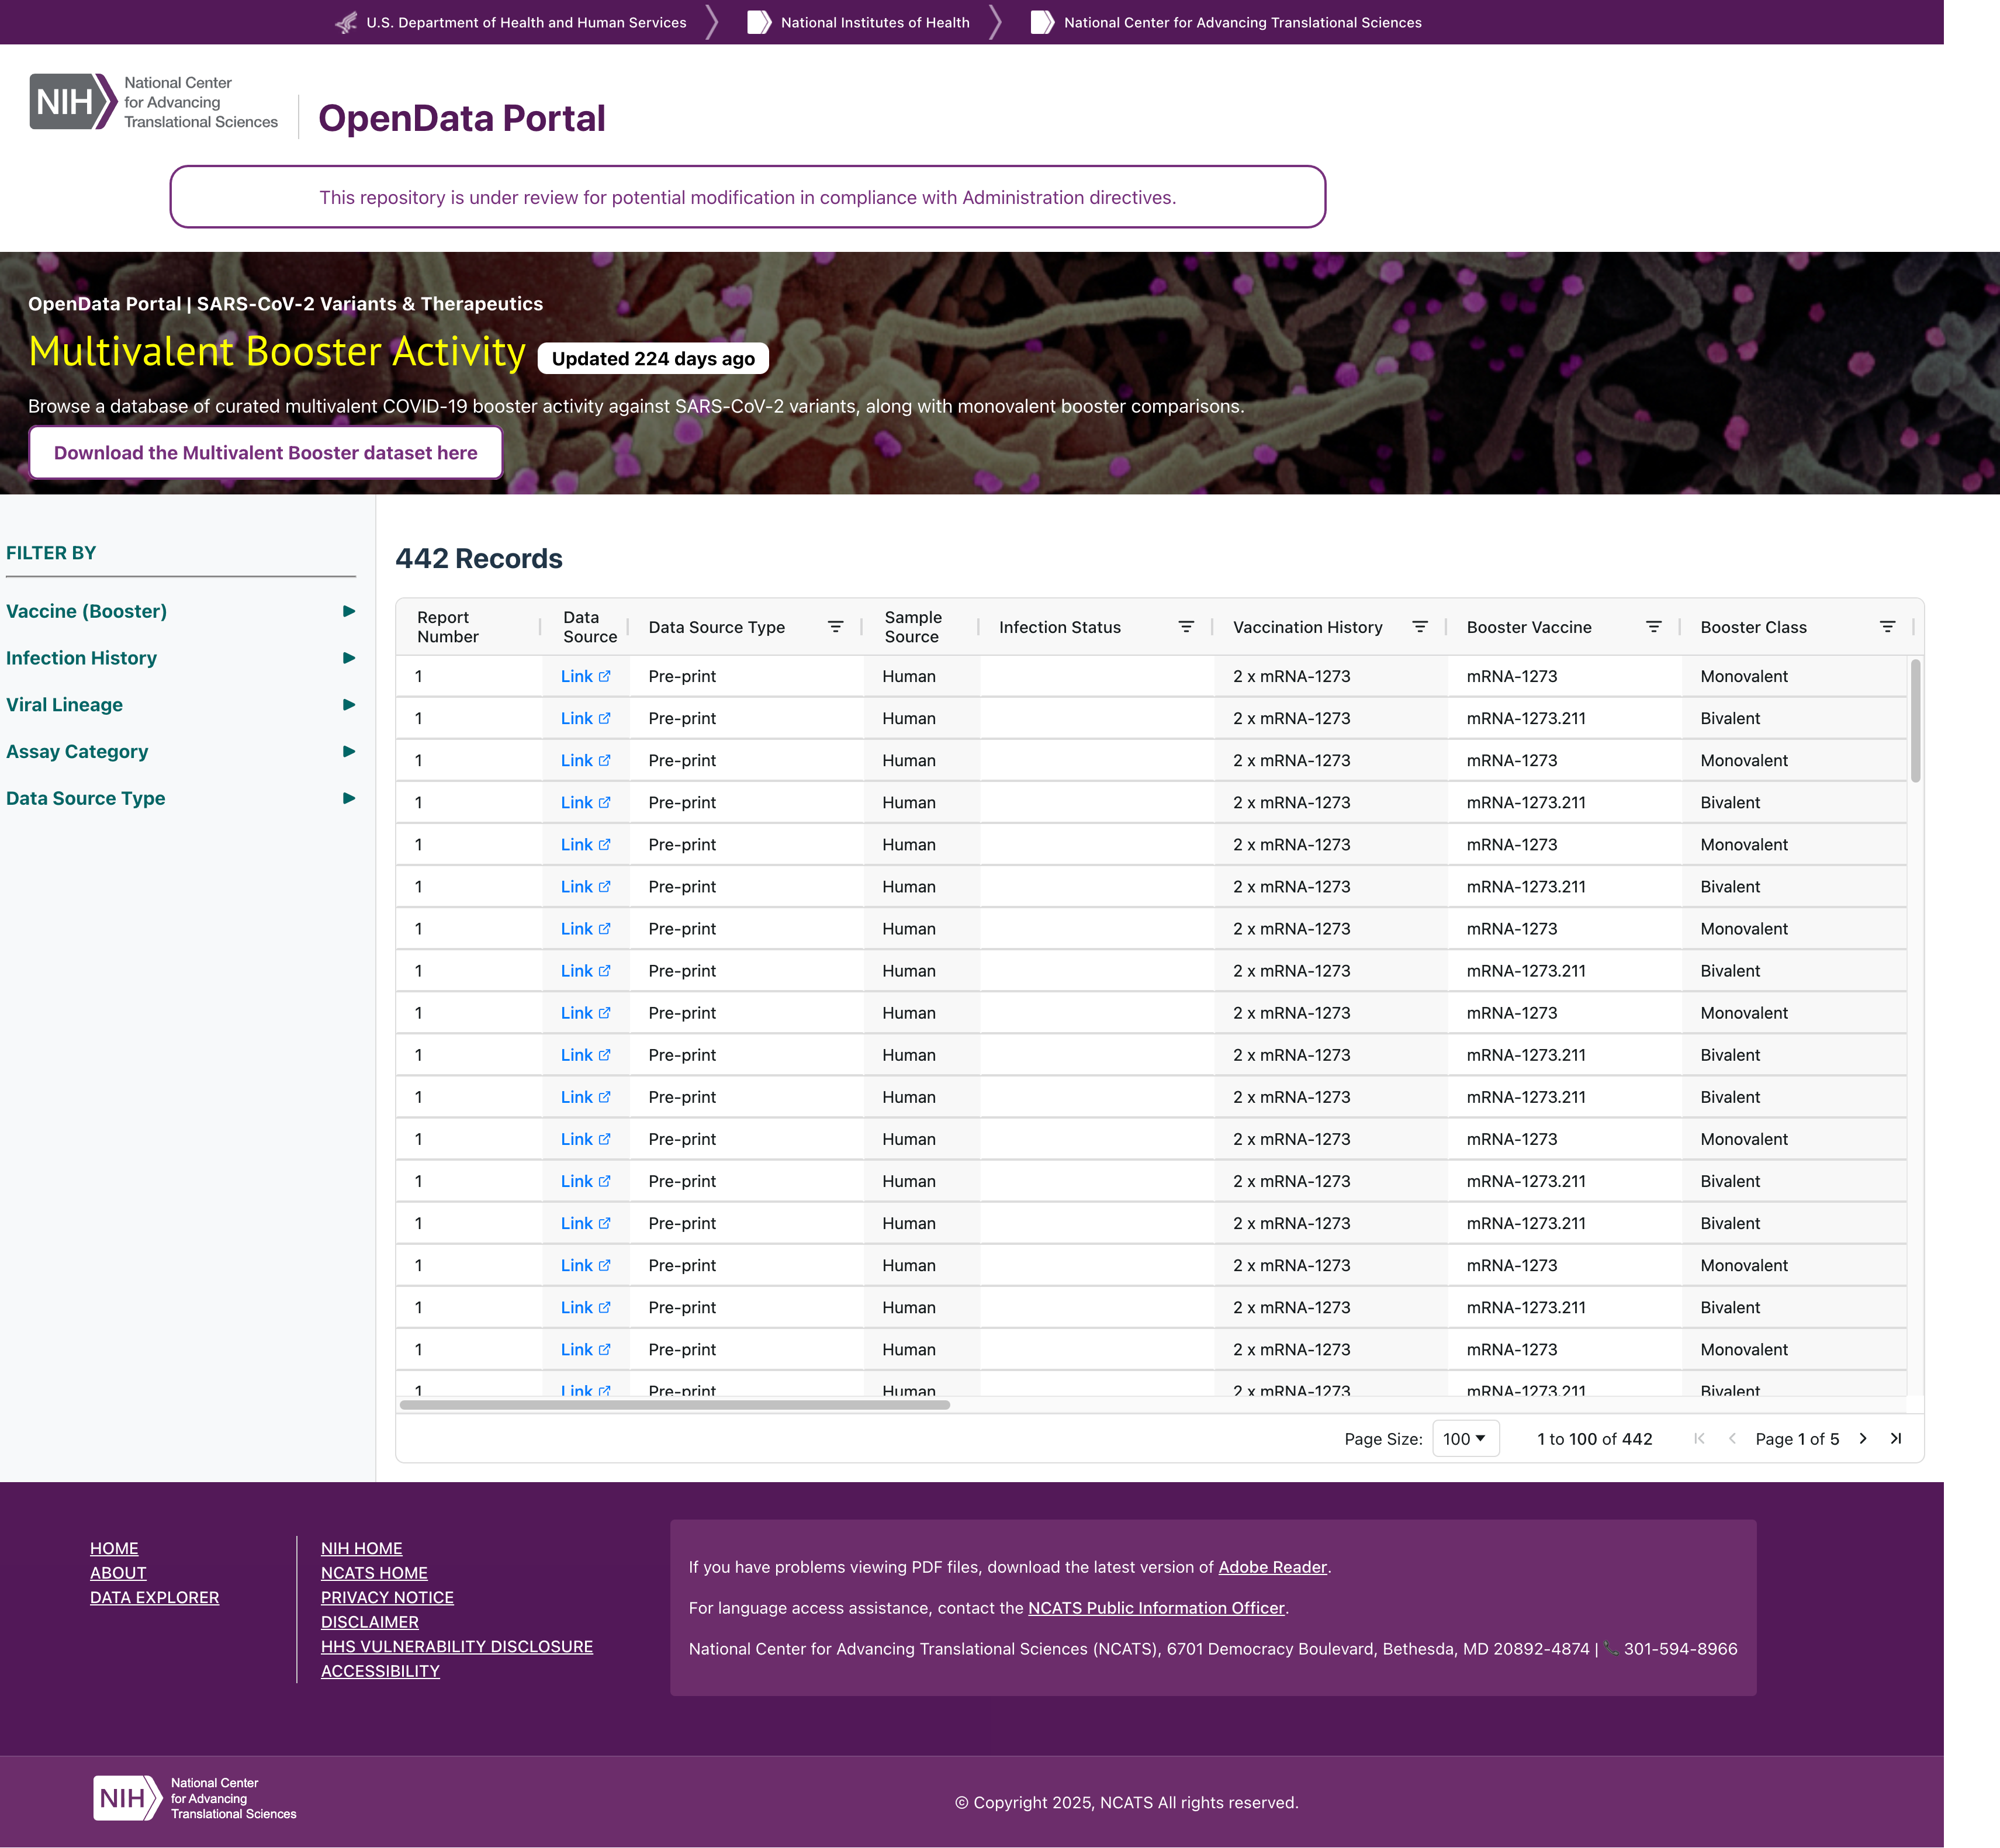 U.S. Department of Health and Human Services National Institutes of Health National Center for Advancing Translational Sciences
NIH National Center
for Advancing
Translational Sciences
OpenData Portal
This repository is under review for potential modification in compliance with Administration directives.
OpenData Portal | SARS-CoV-2 Variants & Therapeutics
Multivalent Booster Activity Updated 224 days ago
Browse a database of curated multivalent COVID-19 booster activity against SARS-CoV-2 variants, along with monovalent booster comparisons.
Download the Multivalent Booster dataset here
FILTER BY
Vaccine (Booster)
Infection History
Viral Lineage
Assay Category
Data Source Type
442 Records
Report Number Data Source Data Source Type Sample Source Infection Status Vaccination History Booster Vaccine Booster Class
1 Link Pre-print Human 2 x mRNA-1273 mRNA-1273 Monovalent
1 Link Pre-print Human 2 x mRNA-1273 mRNA-1273.211 Bivalent
1 Link Pre-print Human 2 x mRNA-1273 mRNA-1273 Monovalent
1 Link Pre-print Human 2 x mRNA-1273 mRNA-1273.211 Bivalent
1 Link Pre-print Human 2 x mRNA-1273 mRNA-1273 Monovalent
1 Link Pre-print Human 2 x mRNA-1273 mRNA-1273.211 Bivalent
1 Link Pre-print Human 2 x mRNA-1273 mRNA-1273 Monovalent
1 Link Pre-print Human 2 x mRNA-1273 mRNA-1273.211 Bivalent
1 Link Pre-print Human 2 x mRNA-1273 mRNA-1273 Monovalent
1 Link Pre-print Human 2 x mRNA-1273 mRNA-1273.211 Bivalent
1 Link Pre-print Human 2 x mRNA-1273 mRNA-1273.211 Bivalent
1 Link Pre-print Human 2 x mRNA-1273 mRNA-1273 Monovalent
1 Link Pre-print Human 2 x mRNA-1273 mRNA-1273.211 Bivalent
1 Link Pre-print Human 2 x mRNA-1273 mRNA-1273.211 Bivalent
1 Link Pre-print Human 2 x mRNA-1273 mRNA-1273 Monovalent
1 Link Pre-print Human 2 x mRNA-1273 mRNA-1273.211 Bivalent
1 Link Pre-print Human 2 x mRNA-1273 mRNA-1273 Monovalent
1 Link Pre-print Human 2 x mRNA-1273 mRNA-1273.211 Bivalent
Page Size: 100 1 to 100 of 442 Page 1 of 5
HOME
ABOUT
DATA EXPLORER
NIH HOME
NCATS HOME
PRIVACY NOTICE
DISCLAIMER
HHS VULNERABILITY DISCLOSURE
ACCESSIBILITY
If you have problems viewing PDF files, download the latest version of Adobe Reader.
For language access assistance, contact the NCATS Public Information Officer.
National Center for Advancing Translational Sciences (NCATS), 6701 Democracy Boulevard, Bethesda, MD 20892-4874 | 📞 301-594-8966
NIH National Center
for Advancing
Translational Sciences
© Copyright 2025, NCATS All rights reserved.